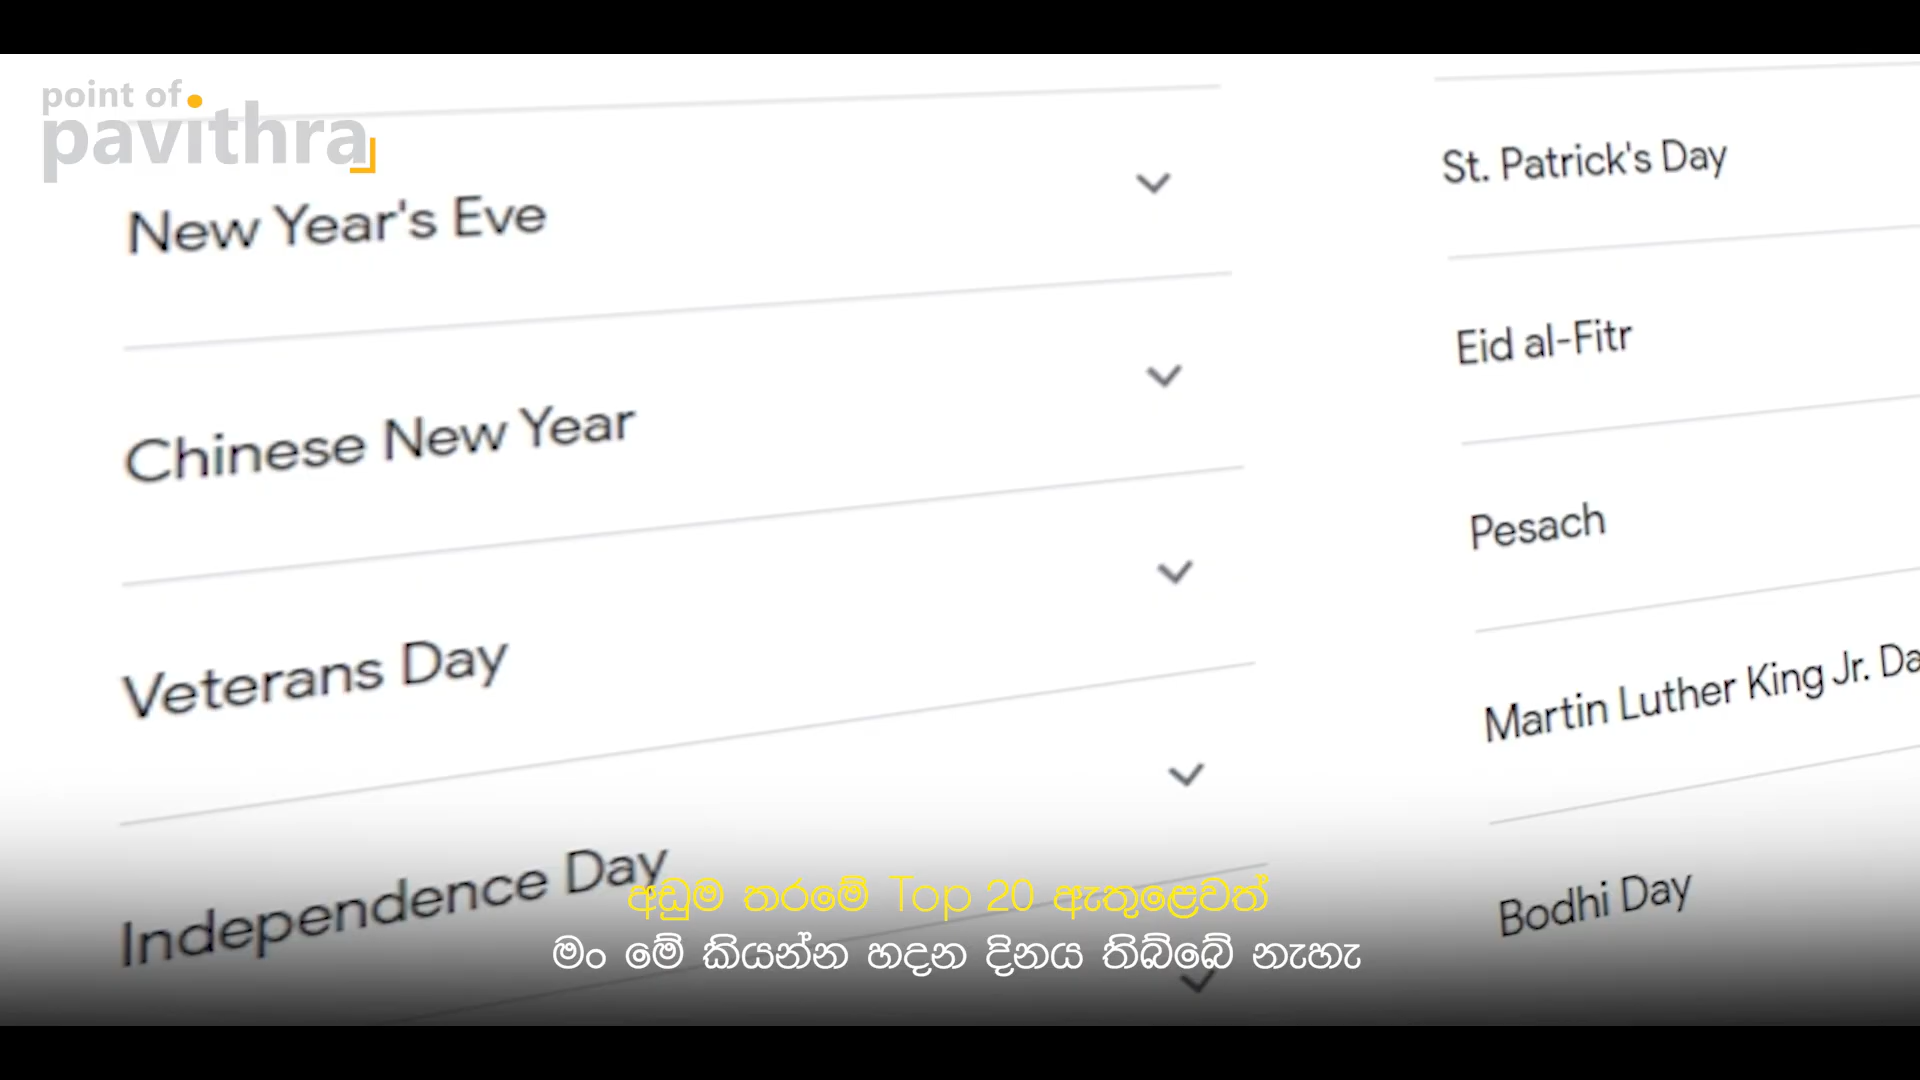 point of
pavithra
New Year's Eve
Chinese New Year
Veterans Day
Independence Day
St. Patrick's Day
Eid al-Fitr
Pesach
Martin Luther King Jr. Da
Bodhi Day
අඩුම තරමේ Top 20 ඇතුළෙවත්
මං මේ කියන්න හදන දිනය තිබ්බේ නැහැ